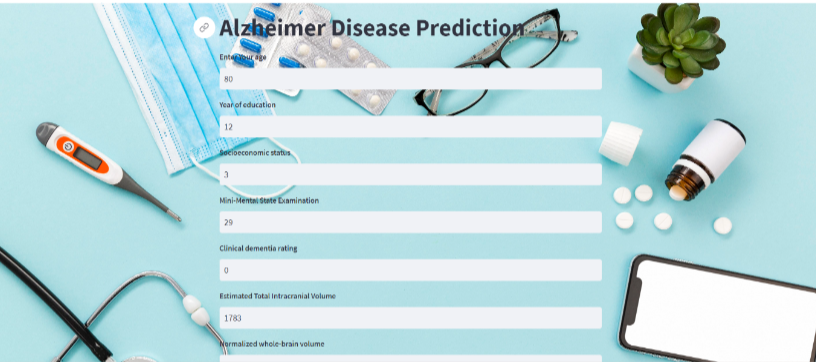 Alzheimer Disease Prediction
Enter Your age
80
Year of education
12
Socioeconomic status
3
Mini-Mental State Examination
29
Clinical dementia rating
0
Estimated Total Intracranial Volume
1783
Normalized whole-brain volume